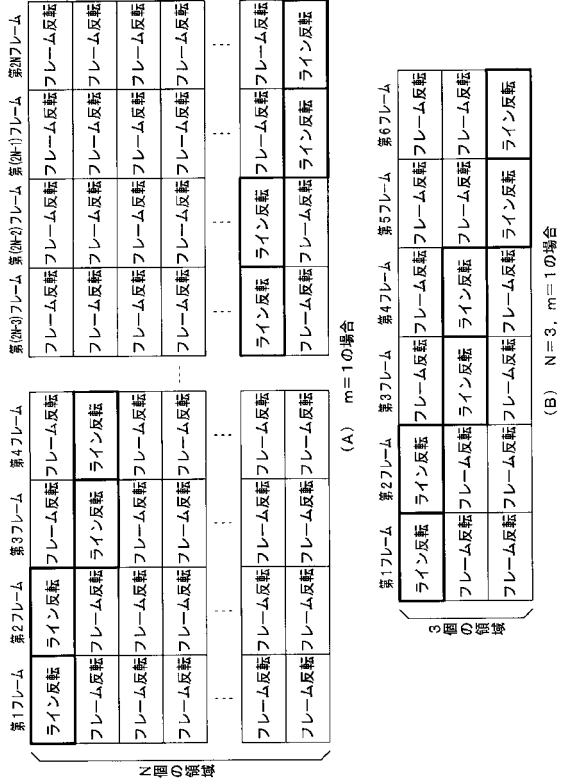 第1フレーム 第2フレーム 第3フレーム 第4フレーム 第(2N-3)フレーム 第(2N-2)フレーム 第(2N-1)フレーム 第2Nフレーム
ライン反転 ライン反転 フレーム反転 フレーム反転 フレーム反転 フレーム反転 フレーム反転 フレーム反転
フレーム反転 フレーム反転 ライン反転 ライン反転 フレーム反転 フレーム反転 フレーム反転 フレーム反転
フレーム反転 フレーム反転 フレーム反転 フレーム反転 …… フレーム反転 フレーム反転 フレーム反転 フレーム反転
フレーム反転 フレーム反転 フレーム反転 フレーム反転 フレーム反転 フレーム反転 フレーム反転 フレーム反転
… … … …
フレーム反転 フレーム反転 フレーム反転 フレーム反転 ライン反転 ライン反転 フレーム反転 フレーム反転
フレーム反転 フレーム反転 フレーム反転 フレーム反転 フレーム反転 フレーム反転 ライン反転 ライン反転
N個の領域
(A) m=1の場合
第1フレーム 第2フレーム 第3フレーム 第4フレーム 第5フレーム 第6フレーム
ライン反転 ライン反転 フレーム反転 フレーム反転 フレーム反転 フレーム反転
フレーム反転 フレーム反転 ライン反転 ライン反転 フレーム反転 フレーム反転
フレーム反転 フレーム反転 フレーム反転 フレーム反転 ライン反転 ライン反転
3個の領域
(B) N=3, m=1の場合